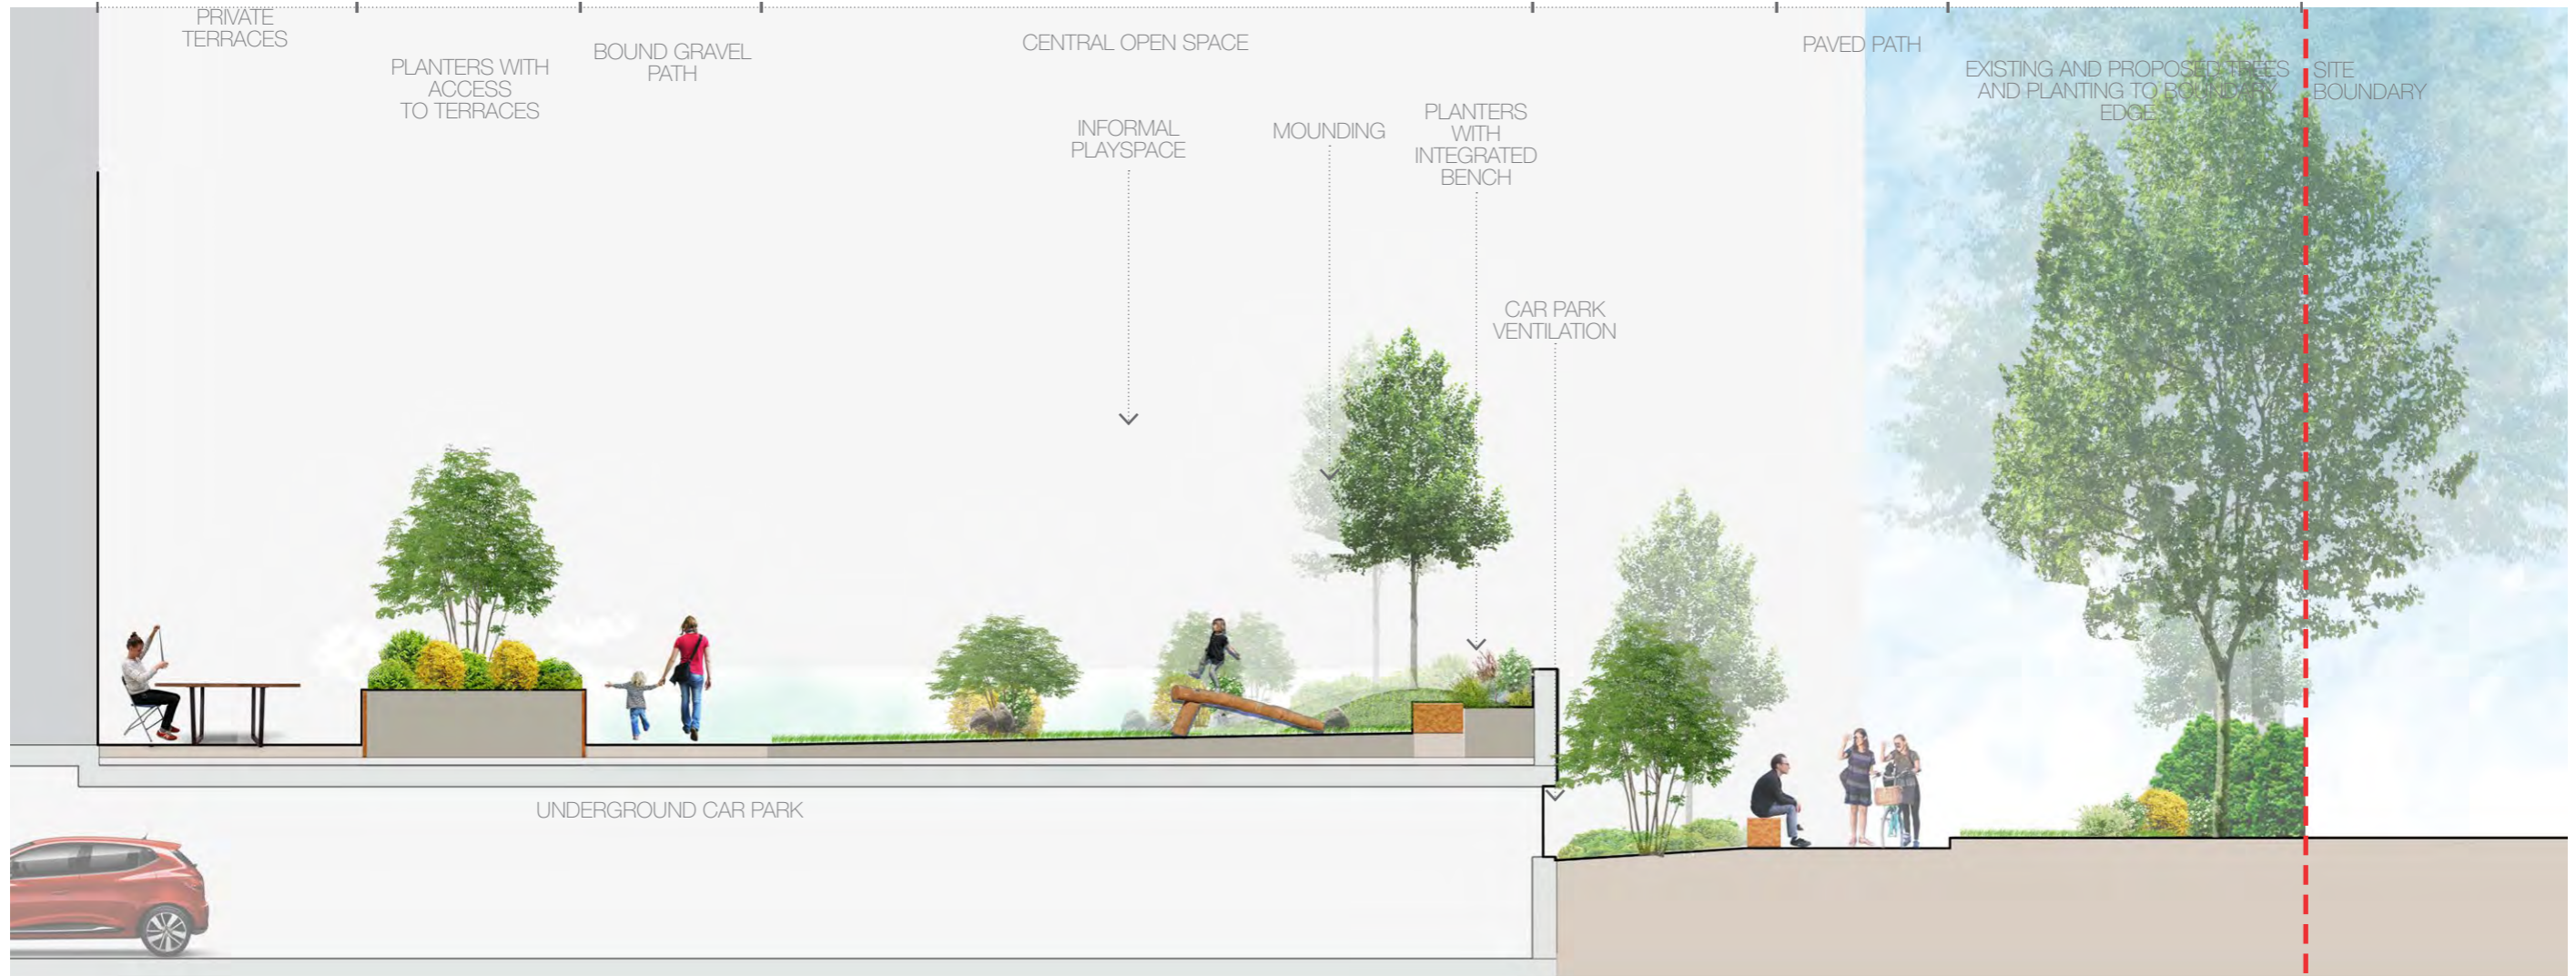 PRIVATE
TERRACES
PLANTERS WITH
ACCESS
TO TERRACES
BOUND GRAVEL
PATH
CENTRAL OPEN SPACE
INFORMAL
PLAYSPACE
MOUNDING
PLANTERS
WITH
INTEGRATED
BENCH
CAR PARK
VENTILATION
PAVED PATH
EXISTING AND PROPOSED TREES
AND PLANTING TO BOUNDARY
EDGE
SITE
BOUNDARY
UNDERGROUND CAR PARK